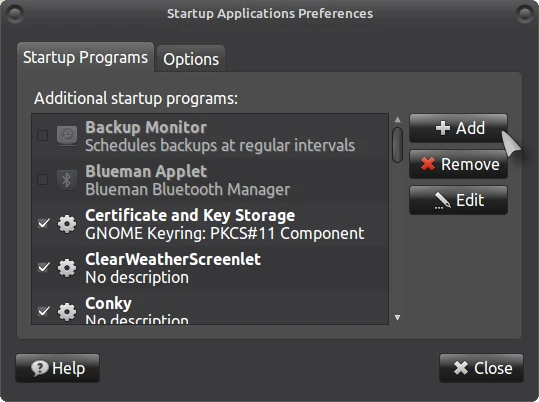 Startup Applications Preferences
Startup Programs
Options
Additional startup programs:
Backup Monitor
Schedules backups at regular intervals
Blueman Applet
Blueman Bluetooth Manager
Certificate and Key Storage
GNOME Keyring: PKCS#11 Component
ClearWeatherScreenlet
No description
Conky
No description
Add
Remove
Edit
Help
Close